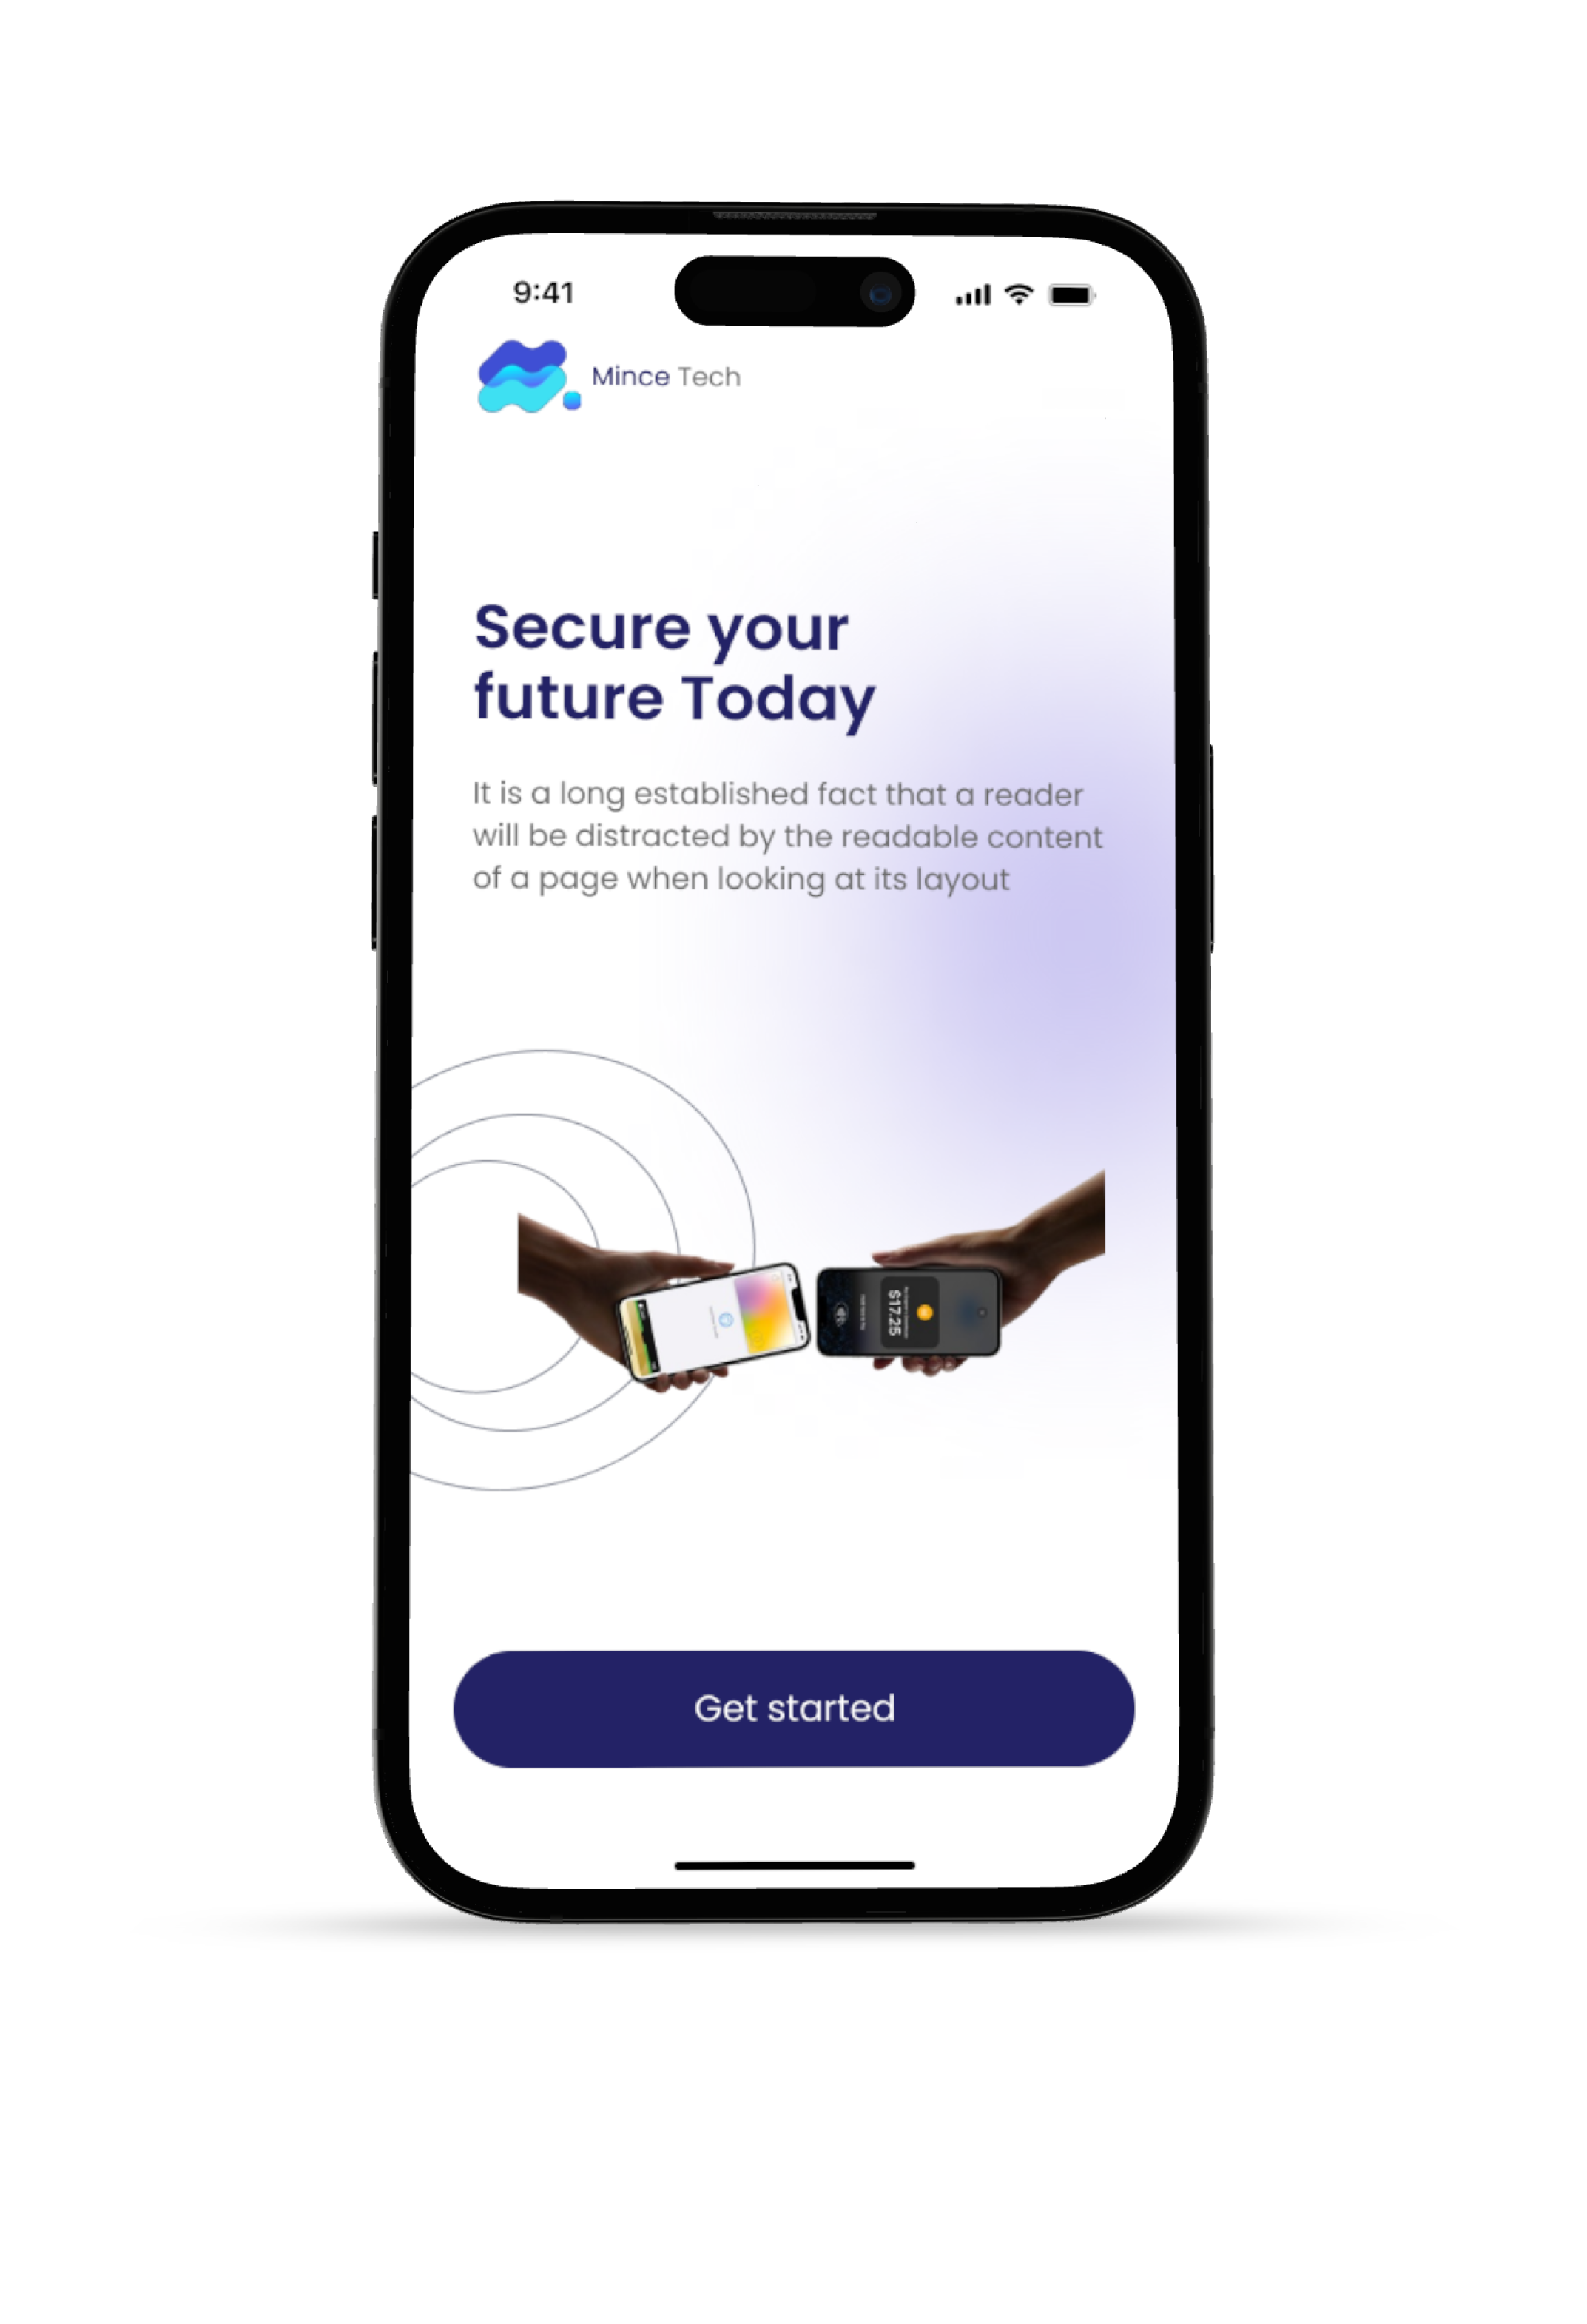 9:41
Mince Tech
Secure your
future Today
It is a long established fact that a reader
will be distracted by the readable content
of a page when looking at its layout
$17.25
Get started